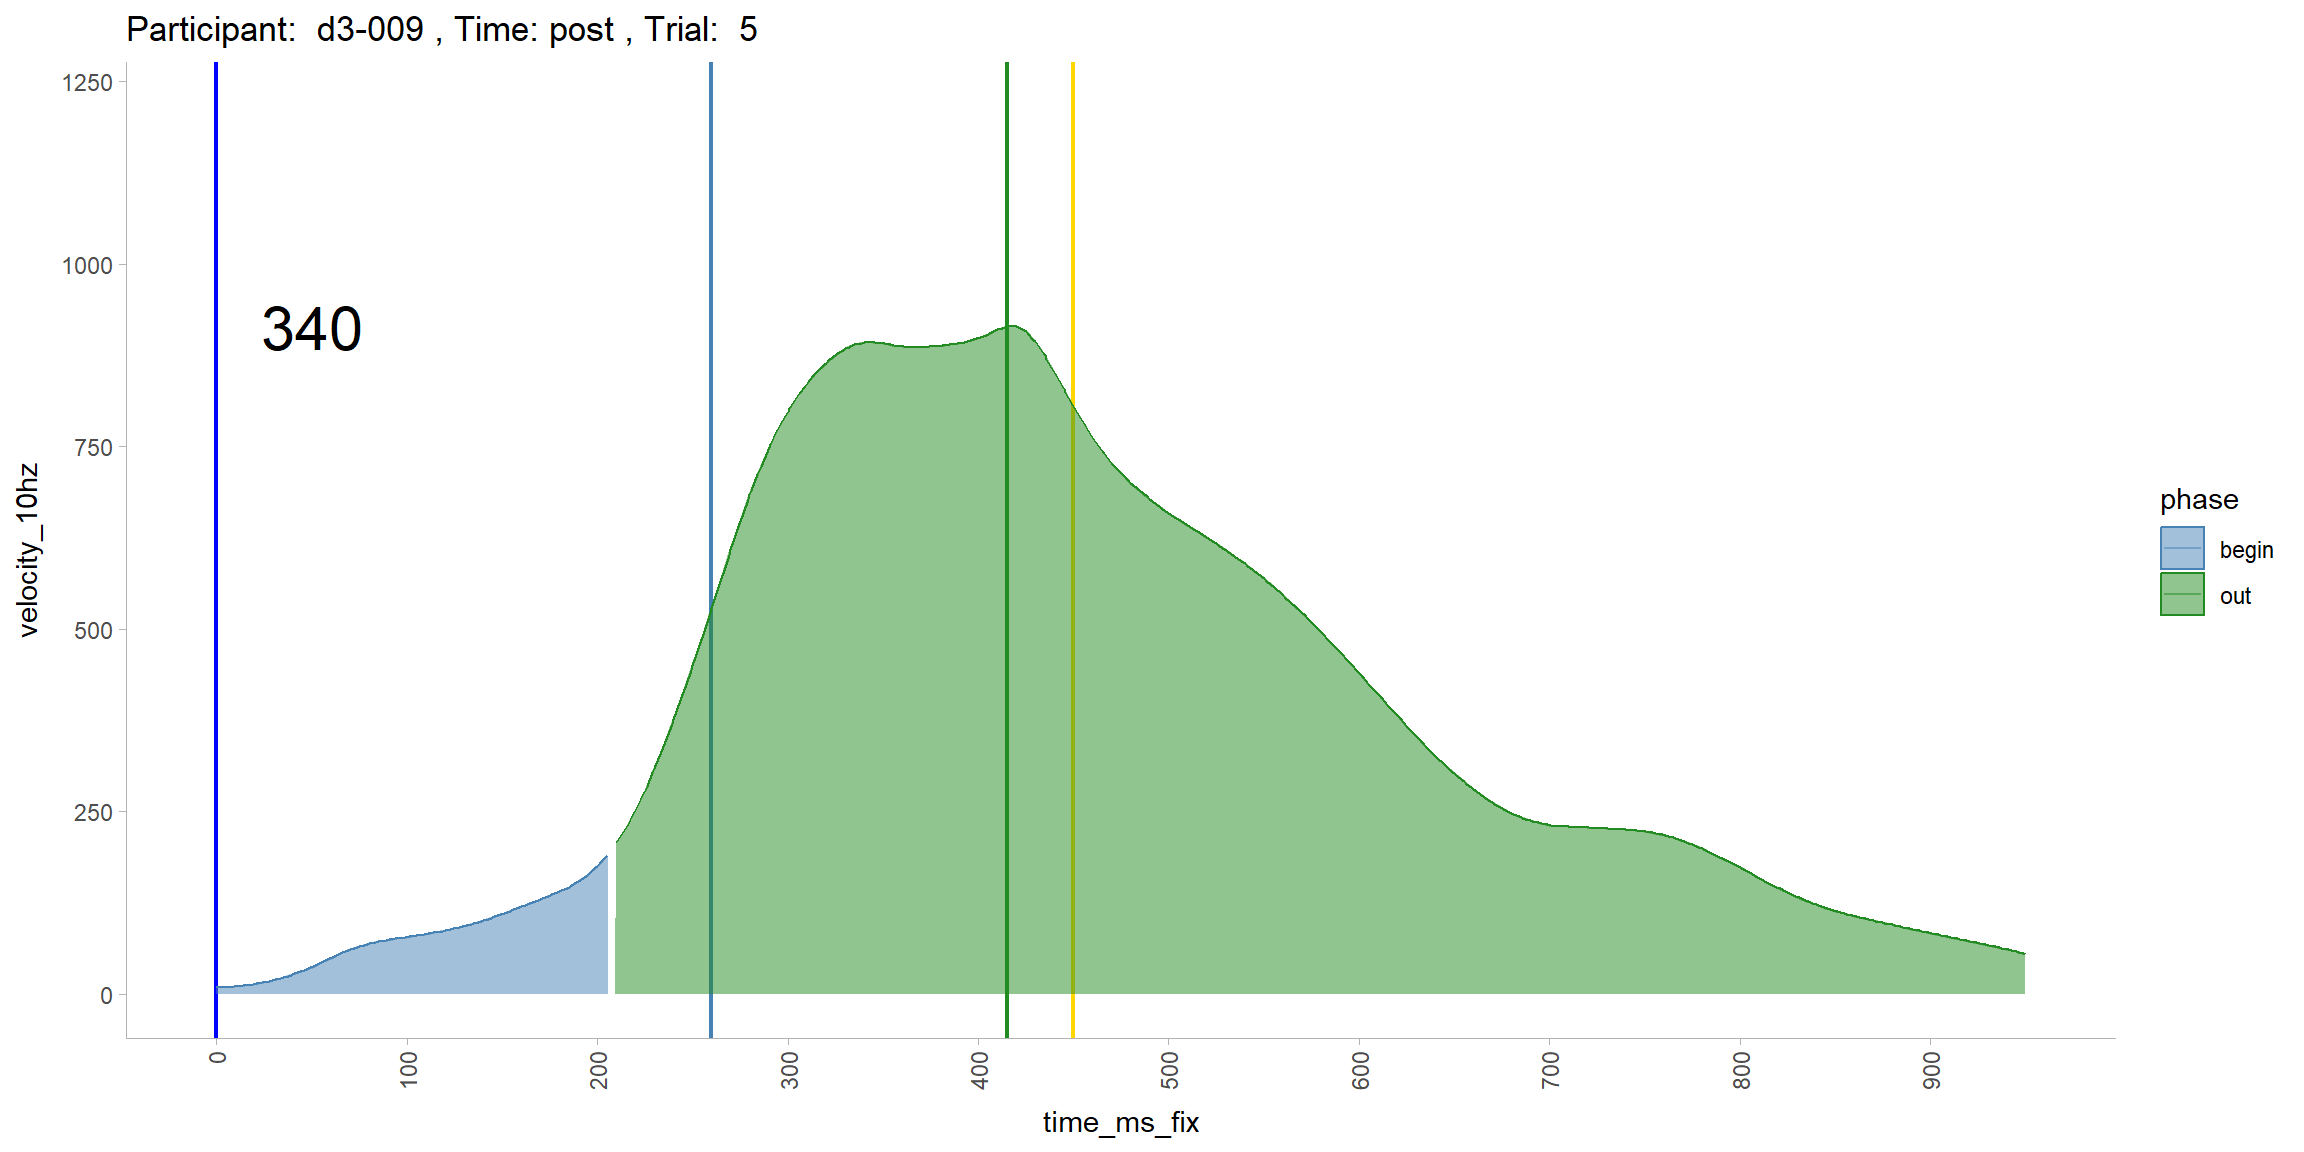 Participant:  d3-009 , Time: post , Trial:  5
1250
1000
750
500
250
0
velocity_10hz
340
0
100
200
300
400
500
600
700
800
900
time_ms_fix
phase
begin
out